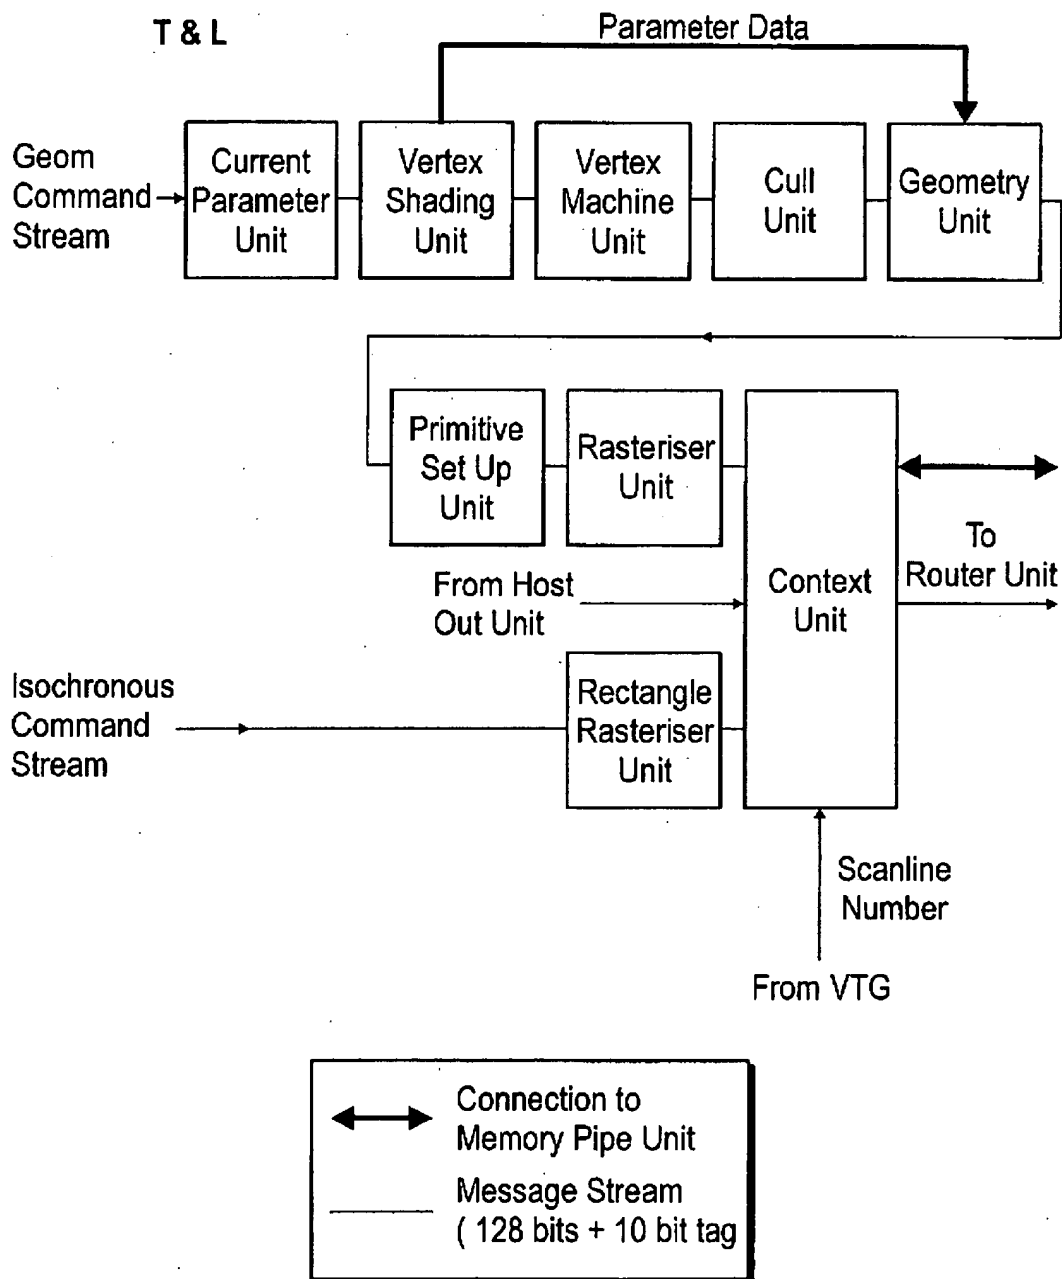 T & L
Parameter Data
Geom
Command
Stream
Current
Parameter
Unit
Vertex
Shading
Unit
Vertex
Machine
Unit
Cull
Unit
Geometry
Unit
Primitive
Set Up
Unit
Rasteriser
Unit
Context
Unit
To
Router Unit
From Host
Out Unit
Isochronous
Command
Stream
Rectangle
Rasteriser
Unit
Scanline
Number
From VTG
Connection to
Memory Pipe Unit
Message Stream
( 128 bits + 10 bit tag